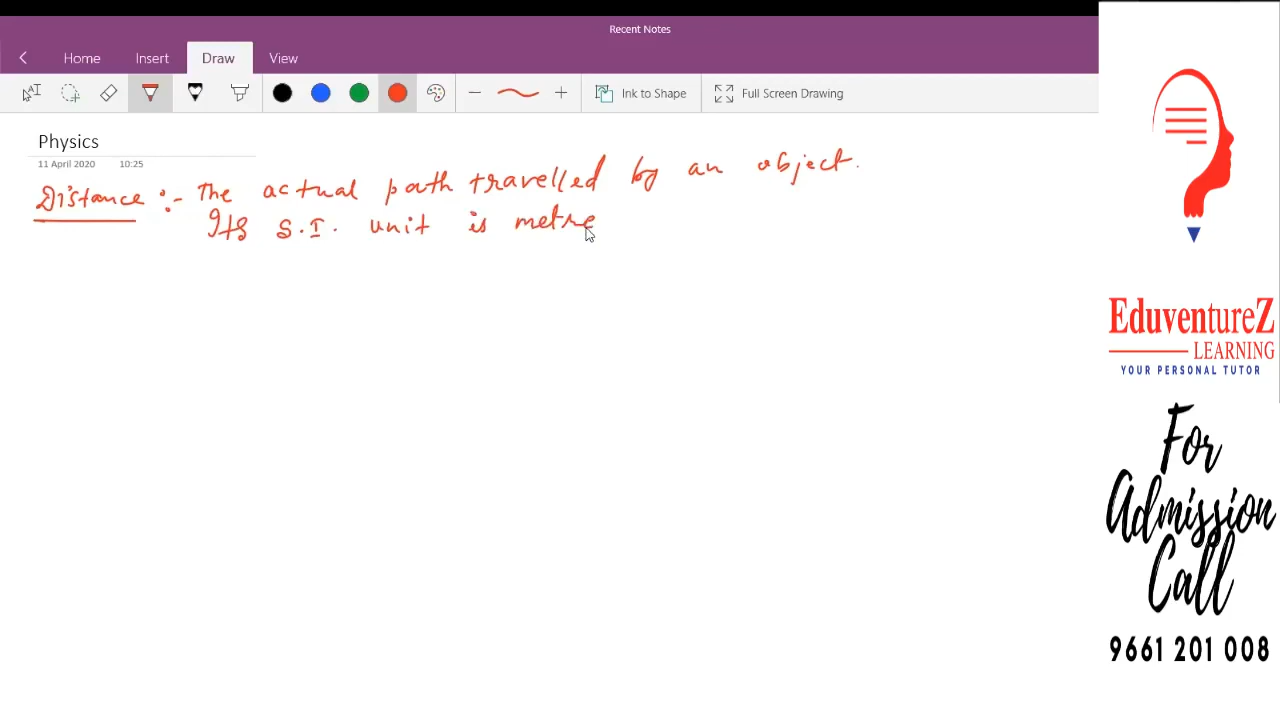 Recent Notes
Home Insert Draw View
Ink to Shape Full Screen Drawing
Physics
11 April 2020 10:25
Distance :- The actual path travelled by an object.
Its S.I. unit is metre
EduventureZ
LEARNING
YOUR PERSONAL TUTOR
For
Admission
Call
9661 201 008